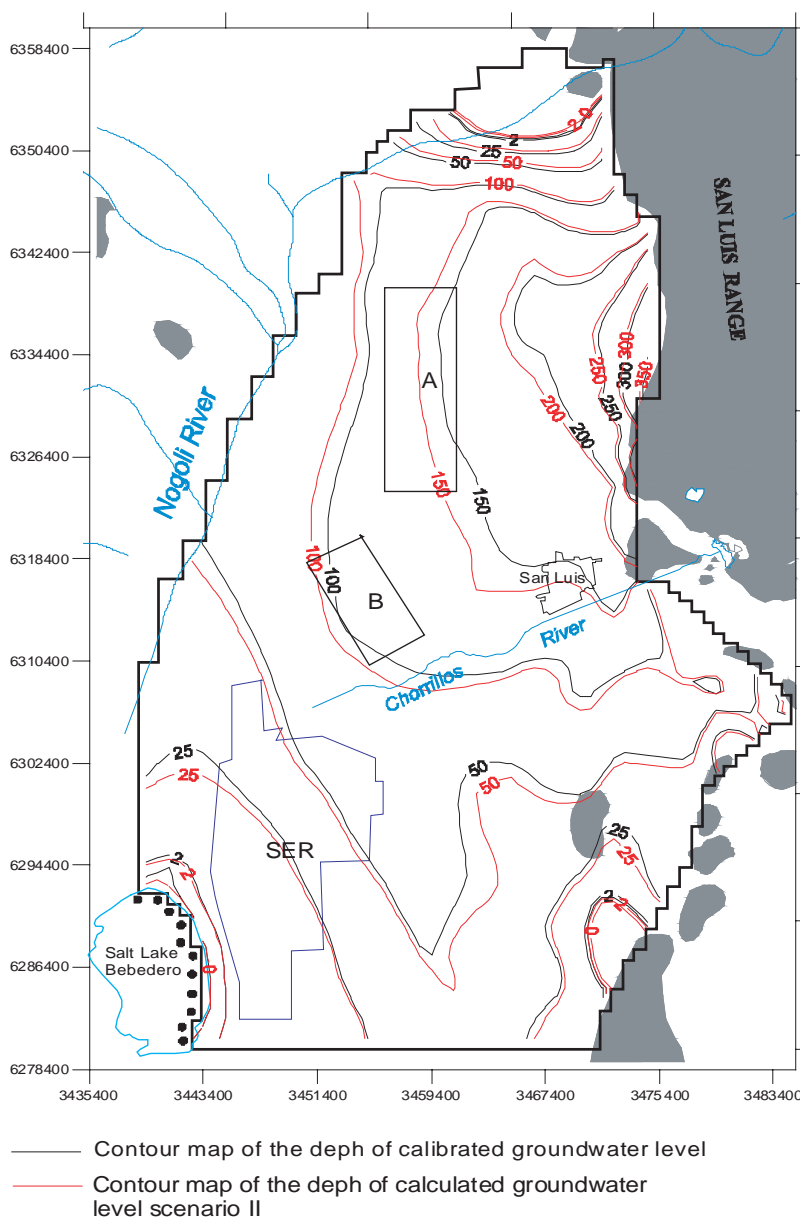 6358400
2
0
2
6350400
25
50
50
100
SAN LUIS RANGE
6342400
6334400
300
A
250
300
350
Nogoli River
200
250
200
6326400
150
150
6318400
100
100
San Luis
B
River
6310400
Chorrillos
25
6302400
50
25
50
25
SER
25
6294400
2
2
2
2
0
Salt Lake
Bebedero
6286400
0
6278400
3435400 3443400 3451400 3459400 3467400 3475400 3483400
Contour map of the deph of calibrated groundwater level
Contour map of the deph of calculated groundwater
level scenario II